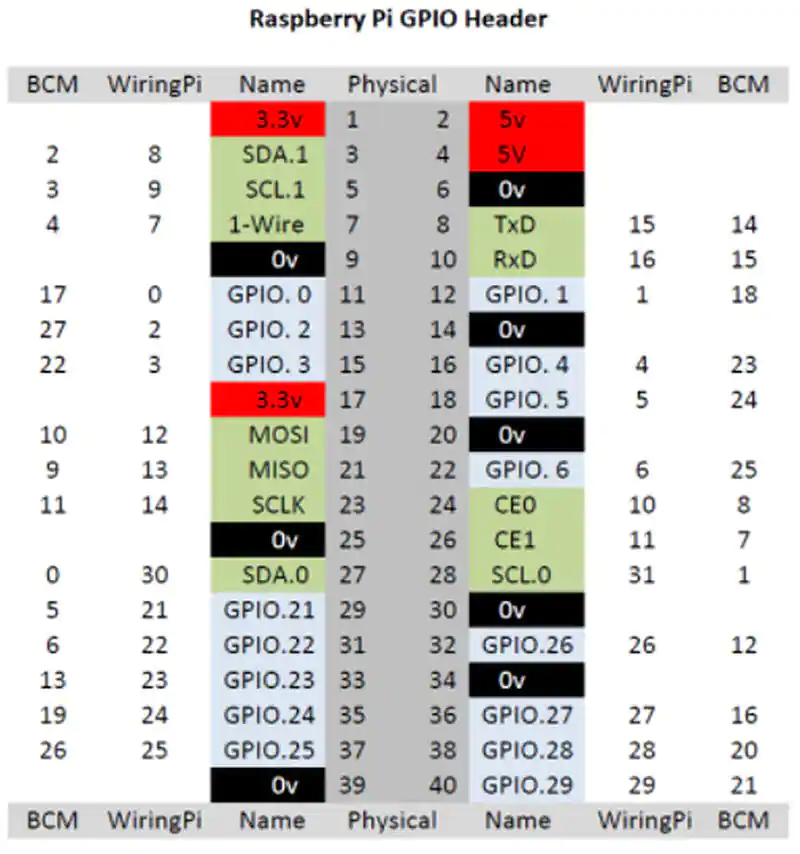 Raspberry Pi GPIO Header
BCM WiringPi Name Physical Name WiringPi BCM
3.3v 1 2 5v
2 8 SDA.1 3 4 5V
3 9 SCL.1 5 6 0v
4 7 1-Wire 7 8 TxD 15 14
0v 9 10 RxD 16 15
17 0 GPIO. 0 11 12 GPIO. 1 1 18
27 2 GPIO. 2 13 14 0v
22 3 GPIO. 3 15 16 GPIO. 4 4 23
3.3v 17 18 GPIO. 5 5 24
10 12 MOSI 19 20 0v
9 13 MISO 21 22 GPIO. 6 6 25
11 14 SCLK 23 24 CE0 10 8
0v 25 26 CE1 11 7
0 30 SDA.0 27 28 SCL.0 31 1
5 21 GPIO.21 29 30 0v
6 22 GPIO.22 31 32 GPIO.26 26 12
13 23 GPIO.23 33 34 0v
19 24 GPIO.24 35 36 GPIO.27 27 16
26 25 GPIO.25 37 38 GPIO.28 28 20
0v 39 40 GPIO.29 29 21
BCM WiringPi Name Physical Name WiringPi BCM